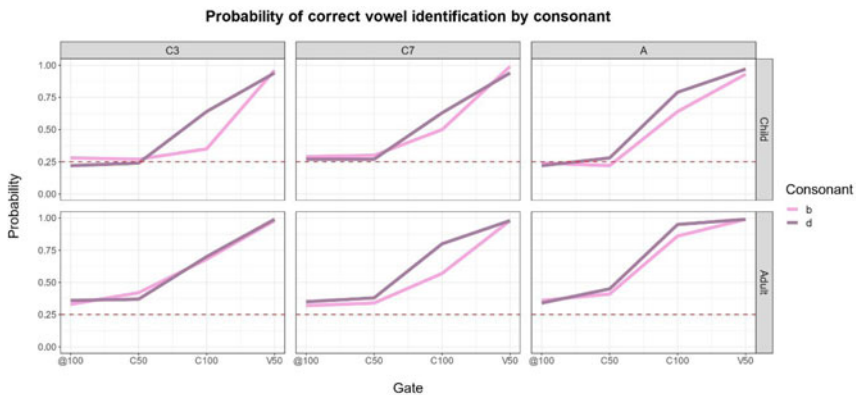 Probability of correct vowel identification by consonant
C3 C7 A
1.00
0.75
0.50
0.25
0.00
Child
1.00
0.75
0.50
0.25
0.00
Adult
Probability
Consonant
b
d
@100 C50 C100 V50 @100 C50 C100 V50 @100 C50 C100 V50
Gate